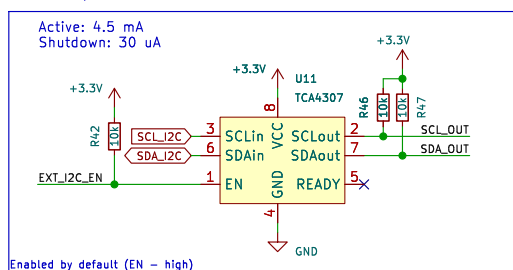 Active: 4.5 mA
Shutdown: 30 uA
+3.3V
+3.3V
+3.3V
U11
TCA4307
R42
10k
R46
10k
R47
10k
8
VCC
SCL_I2C
3
SCLin
SCLout
2
SCL_OUT
SDA_I2C
6
SDAin
SDAout
7
SDA_OUT
EXT_I2C_EN
1
EN
READY
5
GND
4
GND
Enabled by default (EN - high)